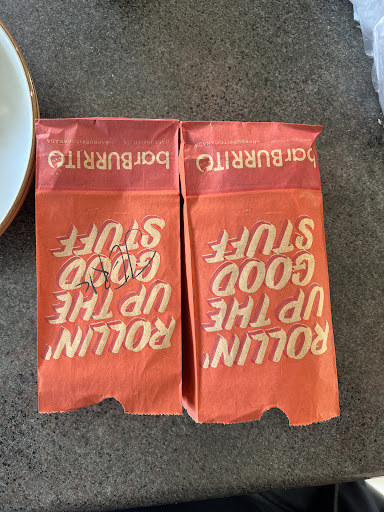 barBURRITO
ROLLIN'
UP THE
GOOD
STUFF
barBURRITO
ROLLIN'
UP THE
GOOD
STUFF